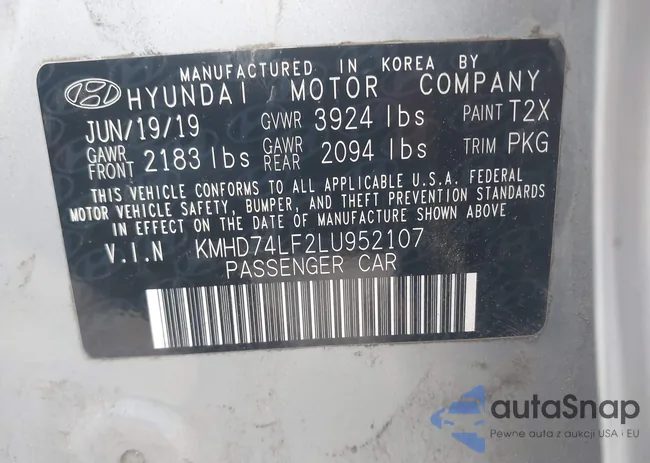 MANUFACTURED IN KOREA BY
HYUNDAI MOTOR COMPANY
JUN/19/19 GVWR 3924 lbs PAINT T2X
GAWR FRONT 2183 lbs GAWR REAR 2094 lbs TRIM PKG
THIS VEHICLE CONFORMS TO ALL APPLICABLE U.S.A. FEDERAL
MOTOR VEHICLE SAFETY, BUMPER, AND THEFT PREVENTION STANDARDS
IN EFFECT ON THE DATE OF MANUFACTURE SHOWN ABOVE.
V.I.N KMHD74LF2LU952107
PASSENGER CAR
autaSnap
Pewne auta z aukcji USA i EU